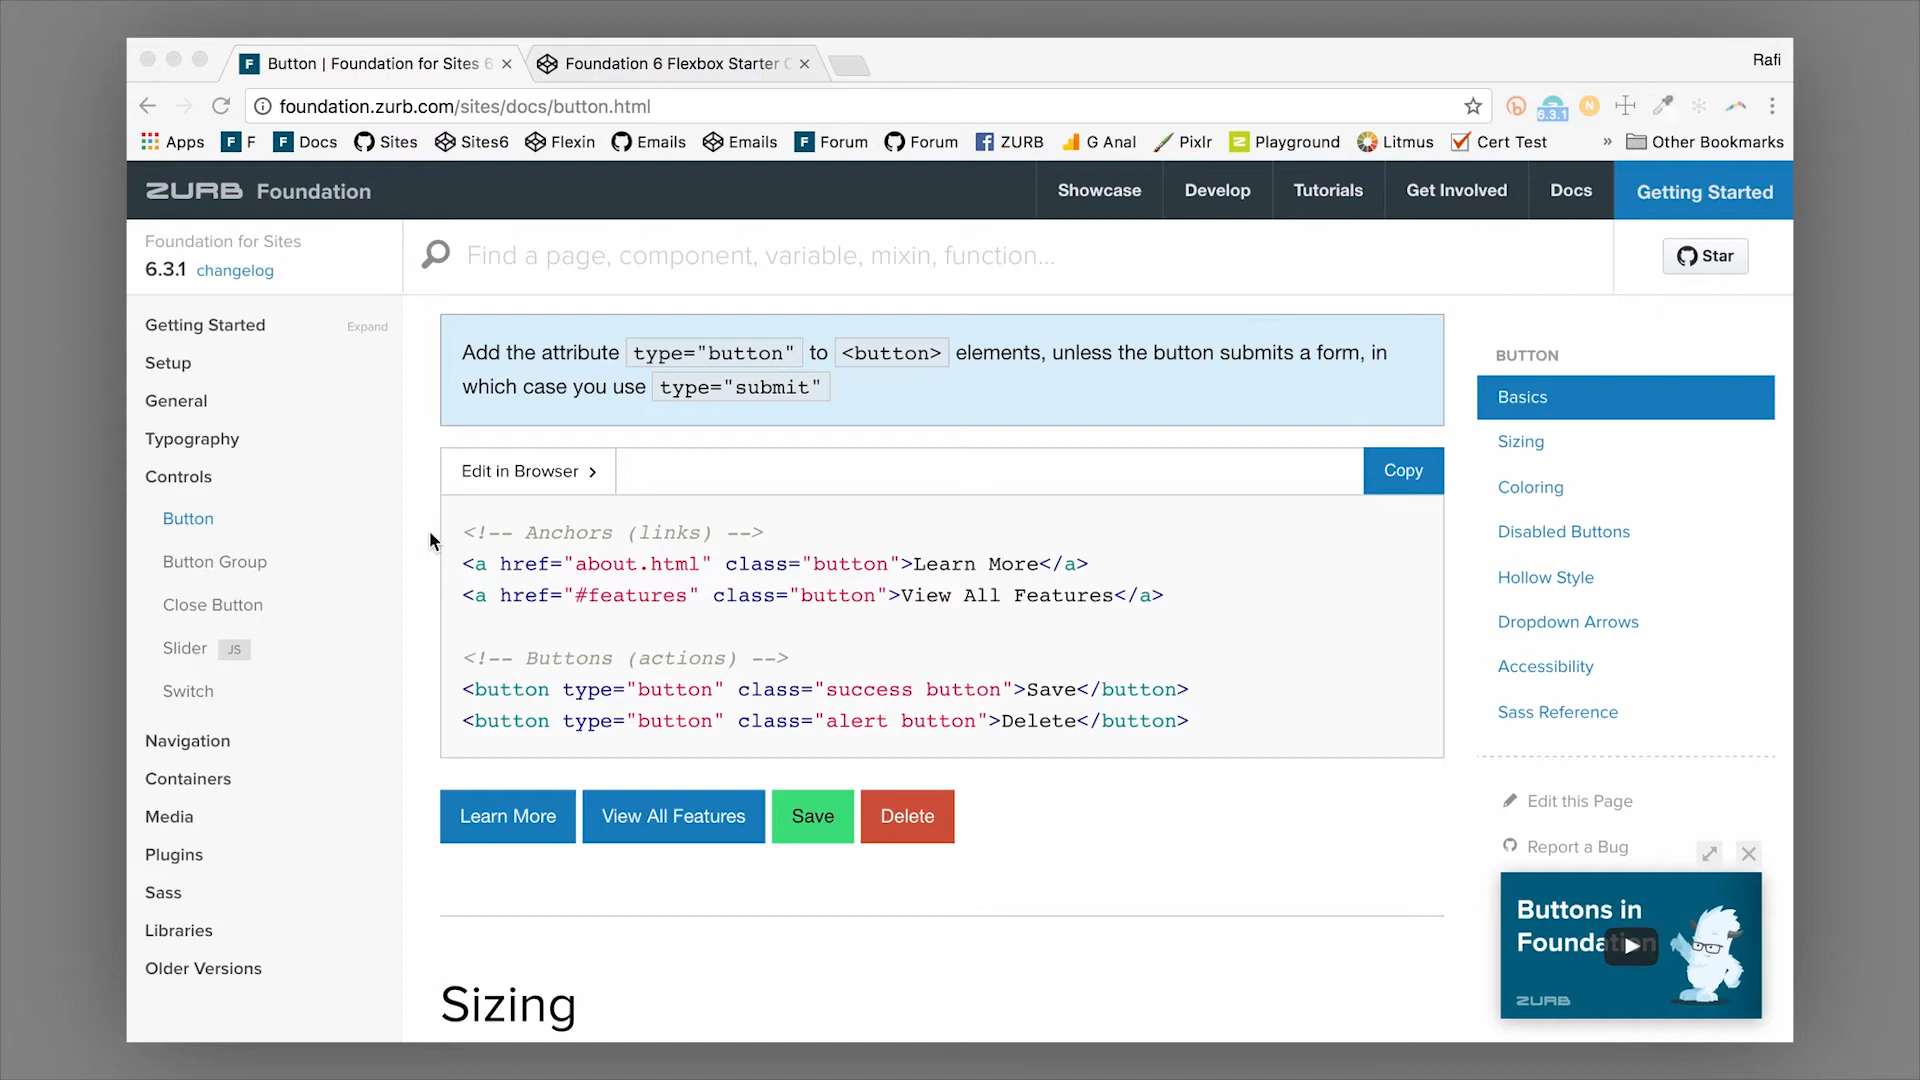 Button | Foundation for Sites 6
Foundation 6 Flexbox Starter
Rafi
foundation.zurb.com/sites/docs/button.html
6.3.1
N
Apps F Docs Sites Sites6 Flexin Emails Emails Forum Forum ZURB G Anal Pixlr Playground Litmus Cert Test » Other Bookmarks
ZURB Foundation
Showcase Develop Tutorials Get Involved Docs Getting Started
Foundation for Sites
6.3.1 changelog
Find a page, component, variable, mixin, function...
Star
Getting Started Expand
Setup
General
Typography
Controls
Button
Button Group
Close Button
Slider JS
Switch
Navigation
Containers
Media
Plugins
Sass
Libraries
Older Versions
Add the attribute type="button" to <button> elements, unless the button submits a form, in
which case you use type="submit"
Edit in Browser
Copy
<!-- Anchors (links) -->
<a href="about.html" class="button">Learn More</a>
<a href="#features" class="button">View All Features</a>
<!-- Buttons (actions) -->
<button type="button" class="success button">Save</button>
<button type="button" class="alert button">Delete</button>
Learn More View All Features Save Delete
Sizing
BUTTON
Basics
Sizing
Coloring
Disabled Buttons
Hollow Style
Dropdown Arrows
Accessibility
Sass Reference
Edit this Page
Report a Bug
Buttons in
Foundation
ZURB